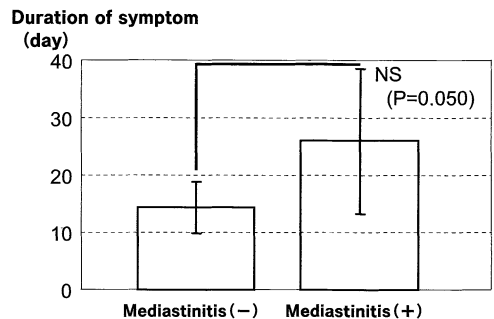 Duration of symptom
(day)
40
30
20
10
0
NS
(P=0.050)
Mediastinitis(−)
Mediastinitis(+)